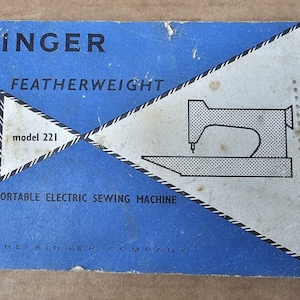 INGER
FEATHERWEIGHT
model 221
ORTABLE ELECTRIC SEWING MACHINE
HE SINGER COMPANY